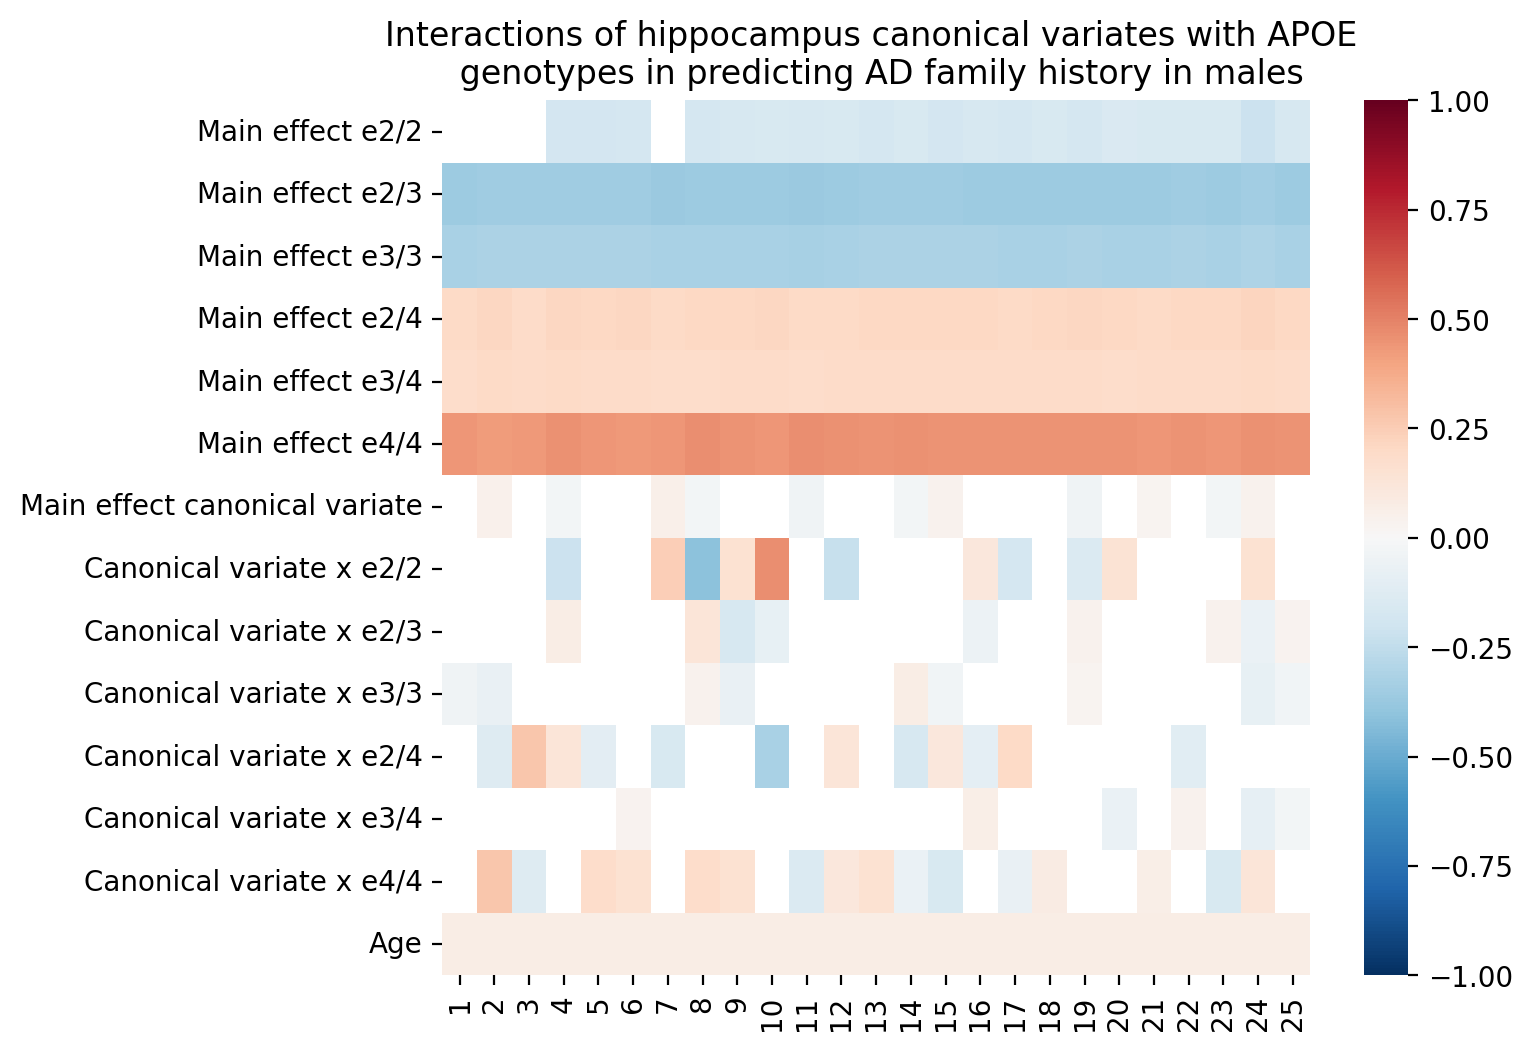 Interactions of hippocampus canonical variates with APOE
genotypes in predicting AD family history in males
Main effect e2/2
Main effect e2/3
Main effect e3/3
Main effect e2/4
Main effect e3/4
Main effect e4/4
Main effect canonical variate
Canonical variate x e2/2
Canonical variate x e2/3
Canonical variate x e3/3
Canonical variate x e2/4
Canonical variate x e3/4
Canonical variate x e4/4
Age
1 2 3 4 5 6 7 8 9 10 11 12 13 14 15 16 17 18 19 20 21 22 23 24 25
1.00
0.75
0.50
0.25
0.00
−0.25
−0.50
−0.75
−1.00